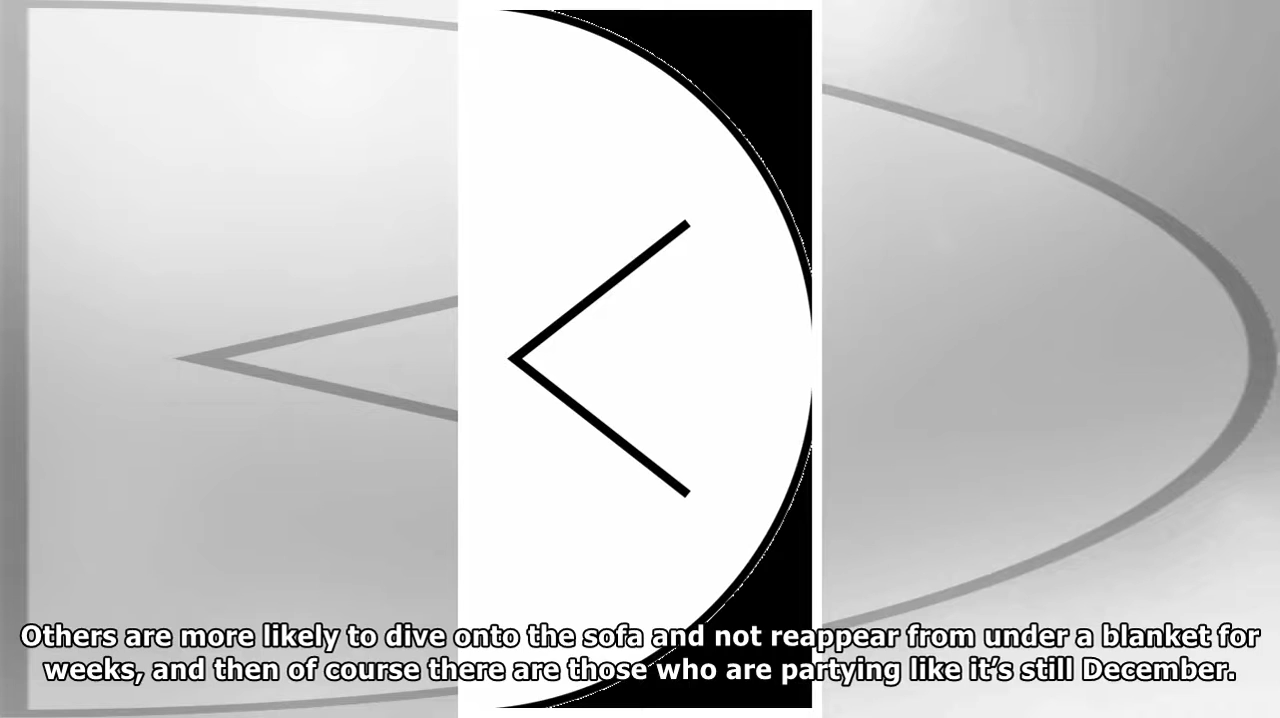 Others are more likely to dive onto the sofa and not reappear from under a blanket for
weeks, and then of course there are those who are partying like it’s still December.